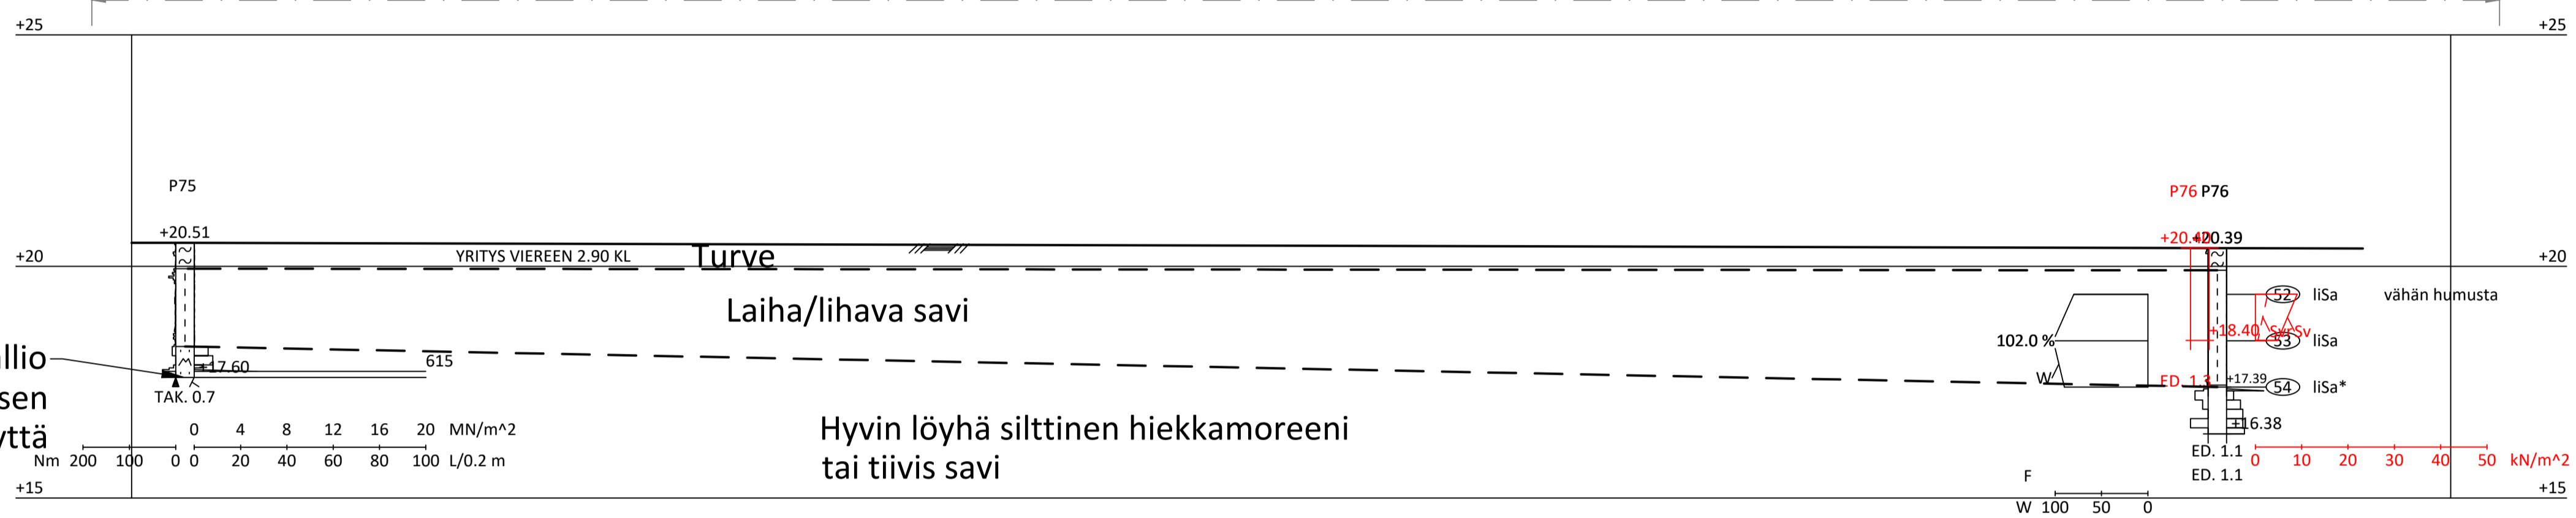 +25 +25
P75
P76 P76
+20.51
+20.40 +20.39
+20 YRITYS VIEREEN 2.90 KL Turve +20
Laiha/lihava savi
52 liSa vähän humusta
+18.40 Svr Sv
102.0 % 53 liSa
llio
+17.60 615
W ED. 1.3 +17.39 54 liSa*
sen TAK. 0.7
yttä
0 4 8 12 16 20 MN/m^2
Hyvin löyhä silttinen hiekkamoreeni
tai tiivis savi
+16.38
Nm 200 100 0 0 20 40 60 80 100 L/0.2 m
ED. 1.1
ED. 1.1
0 10 20 30 40 50 kN/m^2
F
+15 +15
W 100 50 0